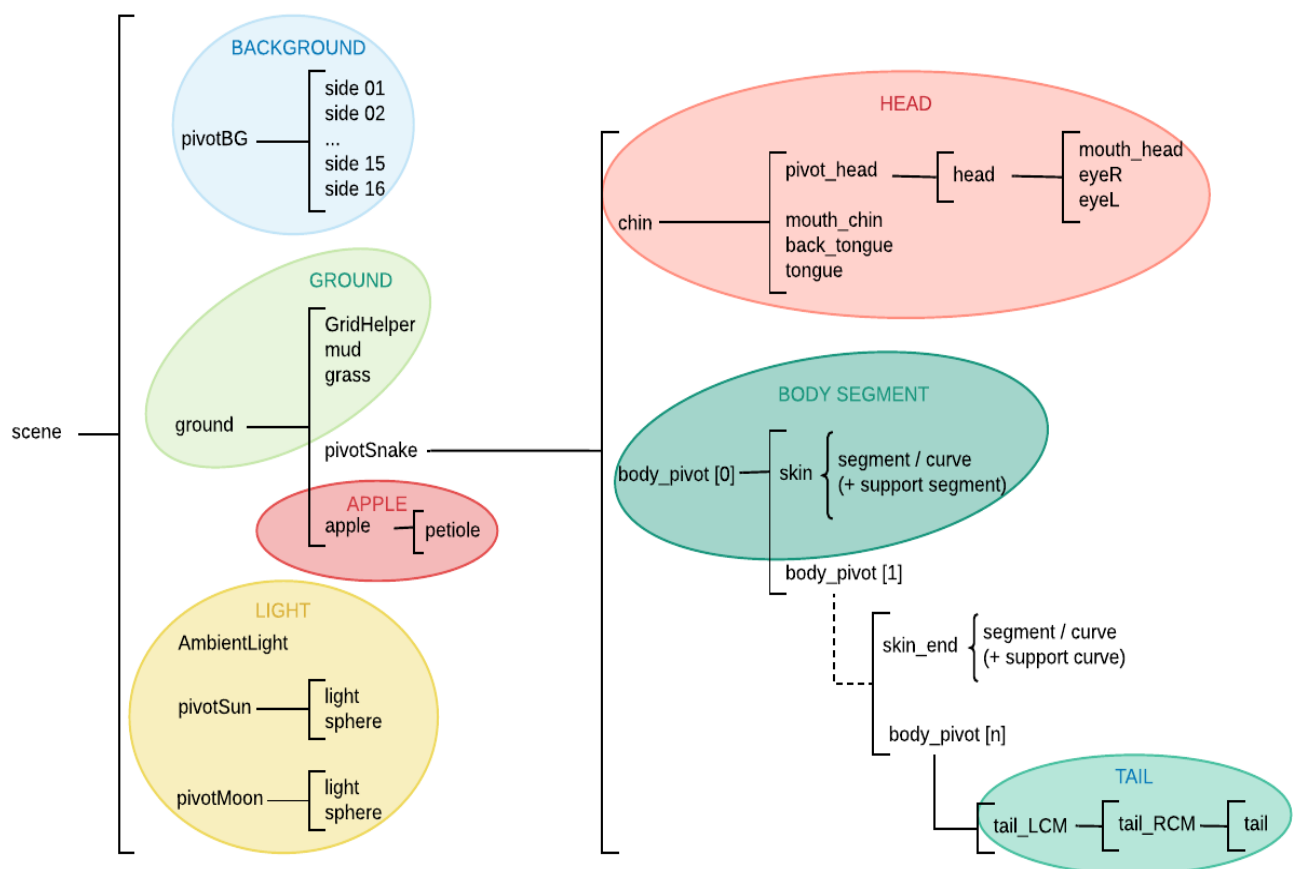 scene
BACKGROUND
pivotBG
side 01
side 02
...
side 15
side 16
GROUND
ground
GridHelper
mud
grass
pivotSnake
APPLE
apple
petiole
LIGHT
AmbientLight
pivotSun
light
sphere
pivotMoon
light
sphere
HEAD
chin
pivot_head
head
mouth_head
eyeR
eyeL
mouth_chin
back_tongue
tongue
BODY SEGMENT
body_pivot [0]
skin
segment / curve
(+ support segment)
body_pivot [1]
skin_end
segment / curve
(+ support curve)
body_pivot [n]
TAIL
tail_LCM
tail_RCM
tail